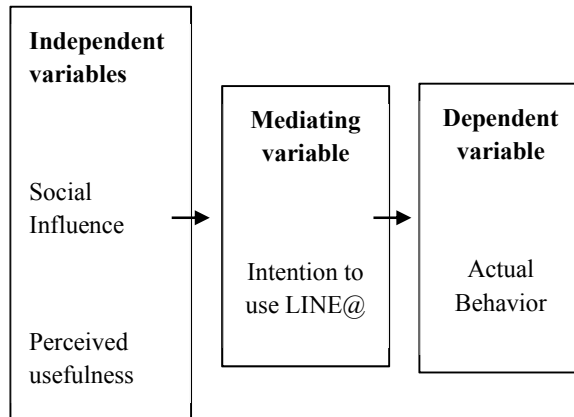 Independent
variables
Social
Influence
Perceived
usefulness
Mediating
variable
Intention to
use LINE@
Dependent
variable
Actual
Behavior